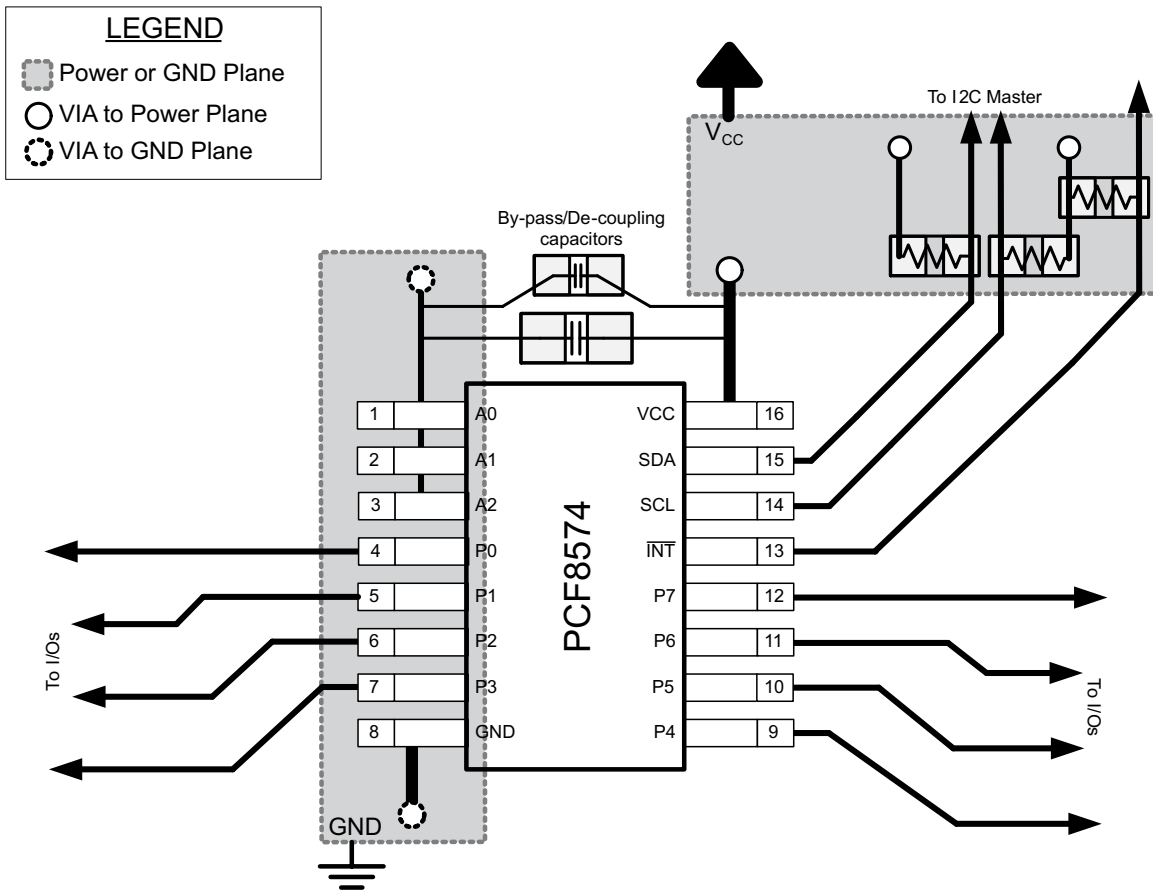 LEGEND
Power or GND Plane
VIA to Power Plane
VIA to GND Plane
To I2C Master
VCC
By-pass/De-coupling
capacitors
1 A0 VCC 16
2 A1 SDA 15
3 A2 SCL 14
4 P0 INT 13
5 P1 P7 12
6 P2 P6 11
7 P3 P5 10
8 GND P4 9
PCF8574
To I/Os
To I/Os
GND